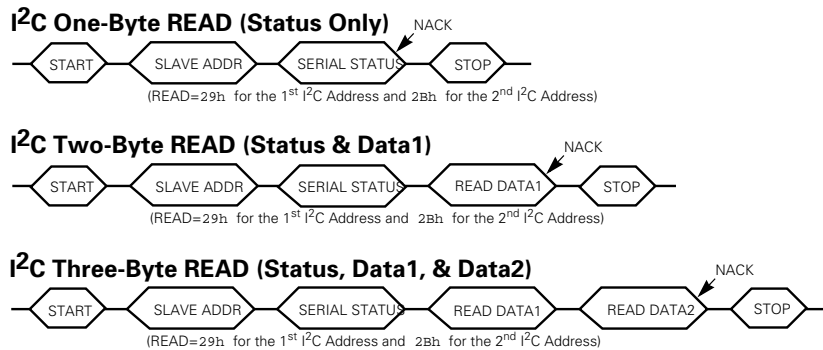 I²C One-Byte READ (Status Only)
NACK
START SLAVE ADDR SERIAL STATUS STOP
(READ=29h for the 1st I²C Address and 2Bh for the 2nd I²C Address)
I²C Two-Byte READ (Status & Data1)
NACK
START SLAVE ADDR SERIAL STATUS READ DATA1 STOP
(READ=29h for the 1st I²C Address and 2Bh for the 2nd I²C Address)
I²C Three-Byte READ (Status, Data1, & Data2)
NACK
START SLAVE ADDR SERIAL STATUS READ DATA1 READ DATA2 STOP
(READ=29h for the 1st I²C Address and 2Bh for the 2nd I²C Address)